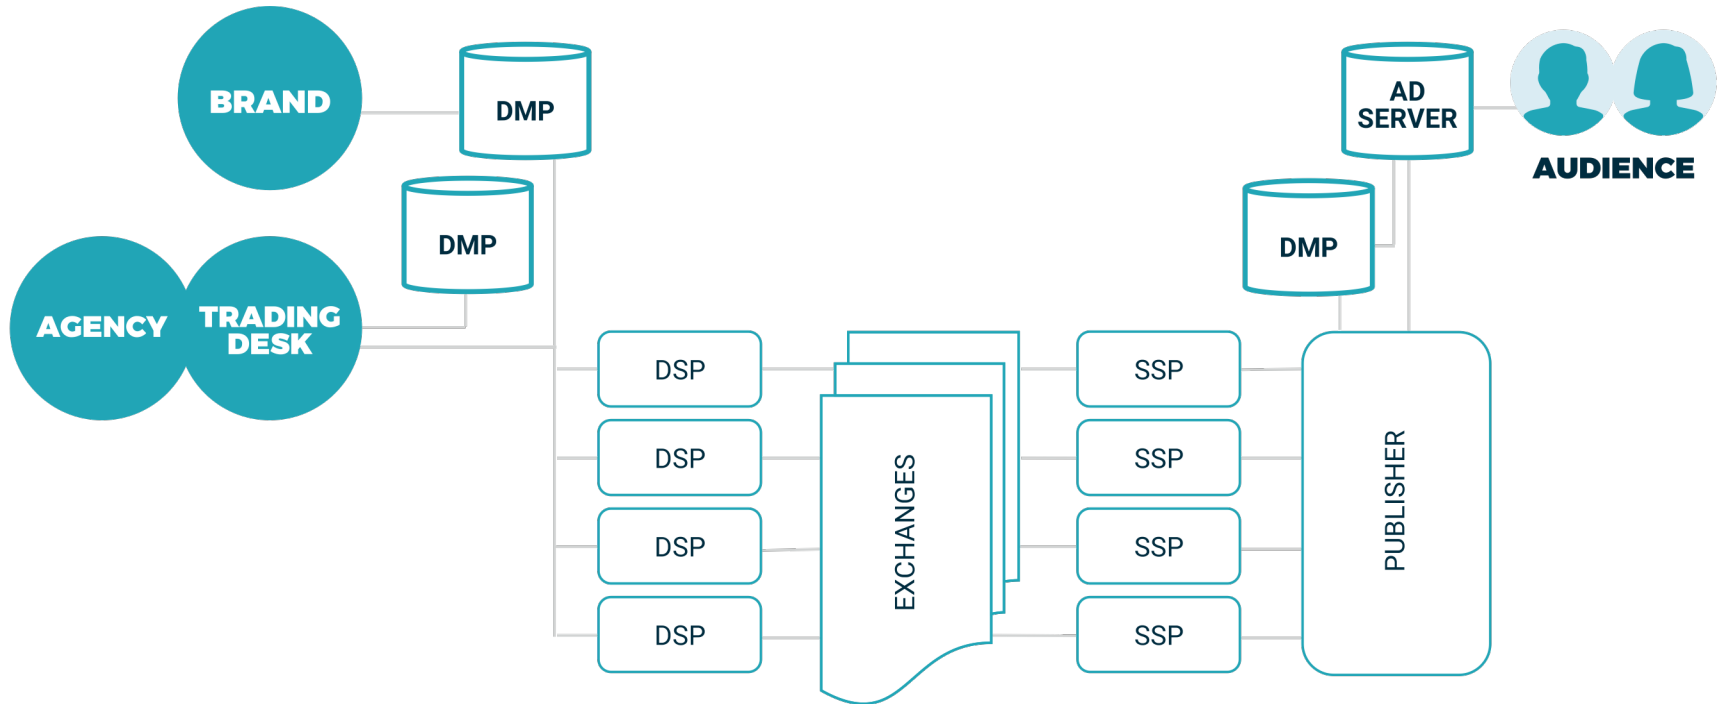 BRAND
DMP
AD
SERVER
AUDIENCE
DMP
DMP
AGENCY
TRADING
DESK
DSP
SSP
DSP
SSP
DSP
SSP
DSP
SSP
EXCHANGES
PUBLISHER